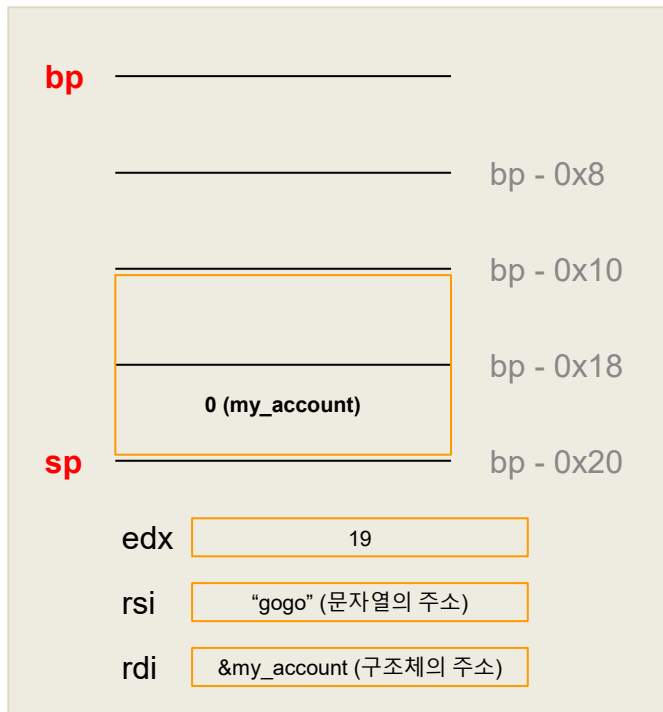 bp
bp - 0x8
bp - 0x10
bp - 0x18
0 (my_account)
sp
bp - 0x20
edx
19
rsi
“gogo” (문자열의 주소)
rdi
&my_account (구조체의 주소)